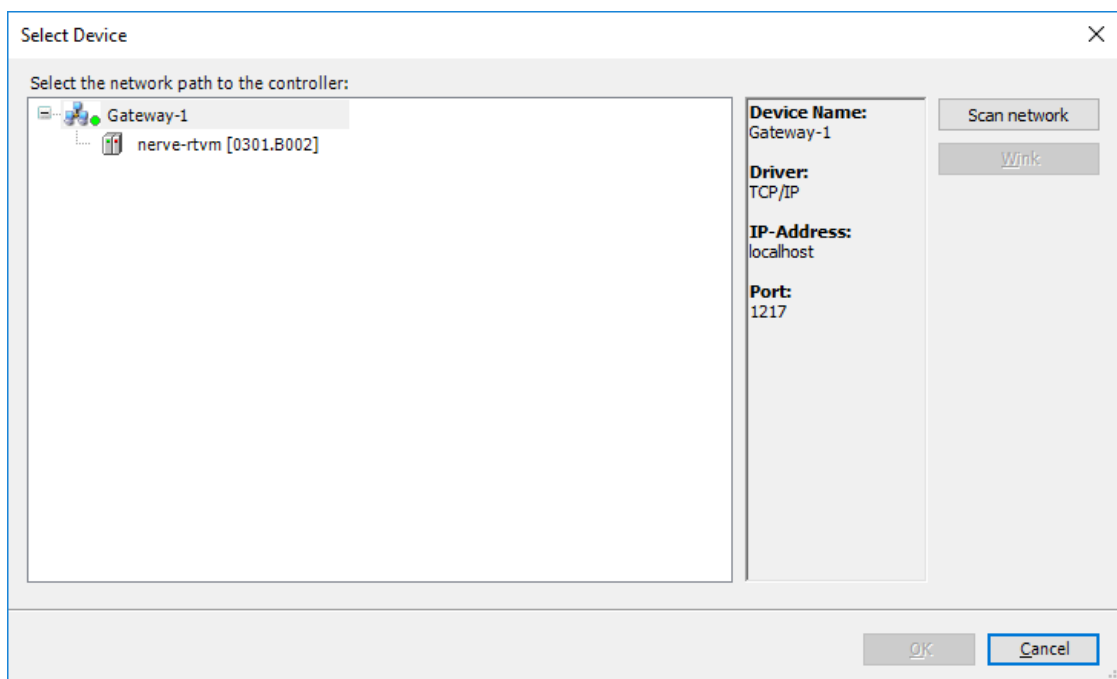 Select Device
Select the network path to the controller:
Gateway-1
nerve-rtvm [0301.B002]
Device Name:
Gateway-1
Driver:
TCP/IP
IP-Address:
localhost
Port:
1217
Scan network
Wink
OK
Cancel